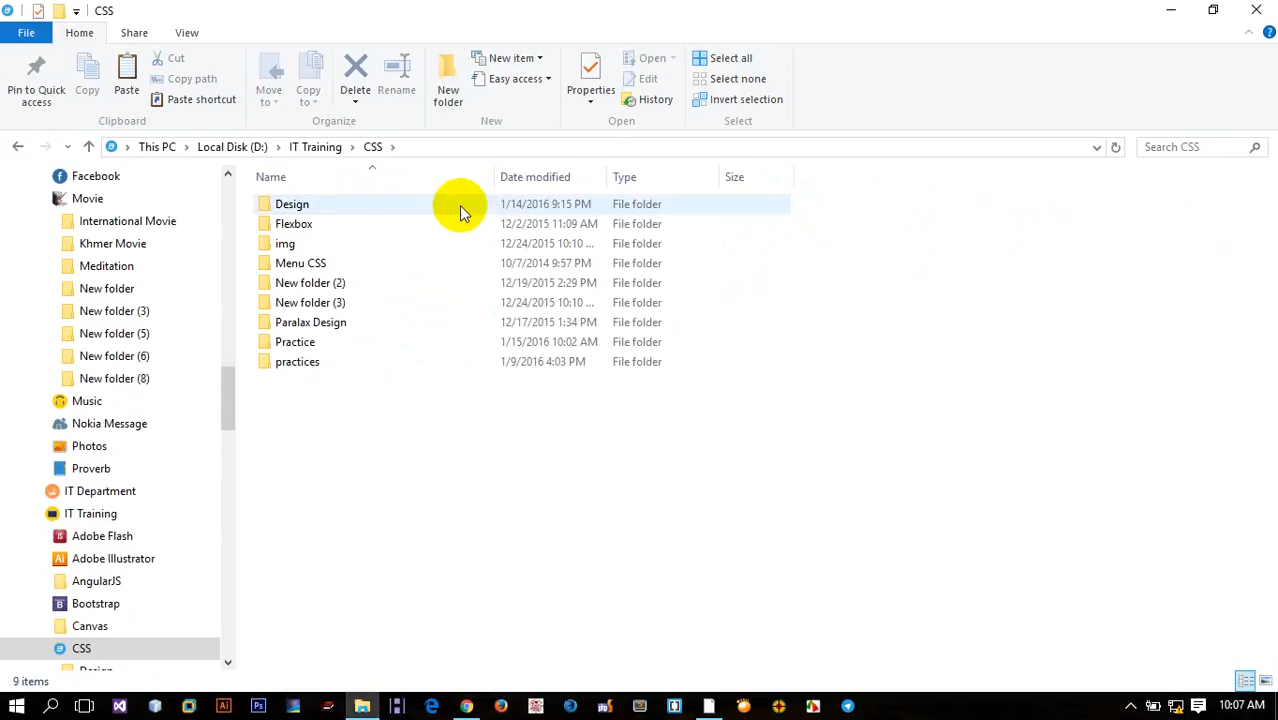 CSS
File Home Share View
Pin to Quick access
Copy
Paste
Cut
Copy path
Paste shortcut
Clipboard
Move to
Copy to
Delete
Rename
Organize
New folder
New item
Easy access
New
Properties
Open
Edit
History
Open
Select all
Select none
Invert selection
Select
This PC Local Disk (D:) IT Training CSS
Search CSS
Facebook
Movie
International Movie
Khmer Movie
Meditation
New folder
New folder (3)
New folder (5)
New folder (6)
New folder (8)
Music
Nokia Message
Photos
Proverb
IT Department
IT Training
Adobe Flash
Adobe Illustrator
AngularJS
Bootstrap
Canvas
CSS
Design
Name Date modified Type Size
Design 1/14/2016 9:15 PM File folder
Flexbox 12/2/2015 11:09 AM File folder
img 12/24/2015 10:10 ... File folder
Menu CSS 10/7/2014 9:57 PM File folder
New folder (2) 12/19/2015 2:29 PM File folder
New folder (3) 12/24/2015 10:10 ... File folder
Paralax Design 12/17/2015 1:34 PM File folder
Practice 1/15/2016 10:02 AM File folder
practices 1/9/2016 4:03 PM File folder
9 items
10:07 AM